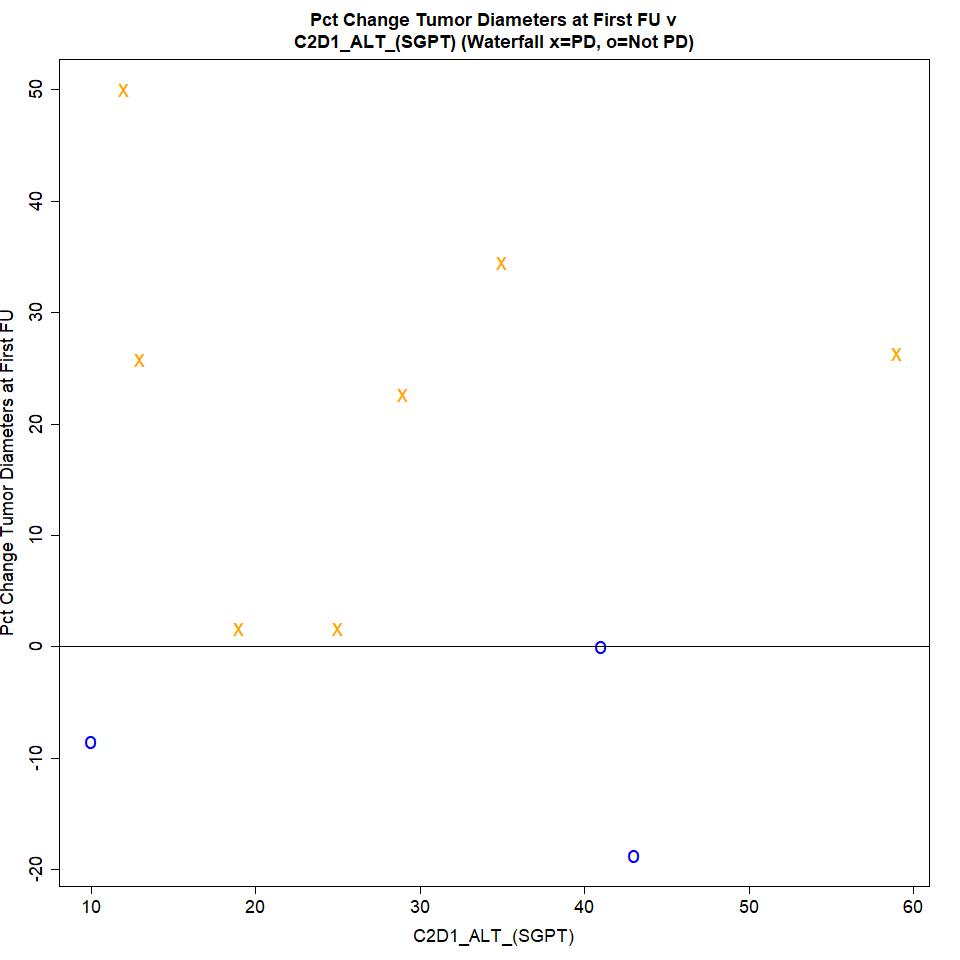 Pct Change Tumor Diameters at First FU v
C2D1_ALT_(SGPT) (Waterfall x=PD, o=Not PD)
Pct Change Tumor Diameters at First FU
50
40
30
20
10
0
-10
-20
X
X
X
X
X
X
X
O
O
O
10 20 30 40 50 60
C2D1_ALT_(SGPT)